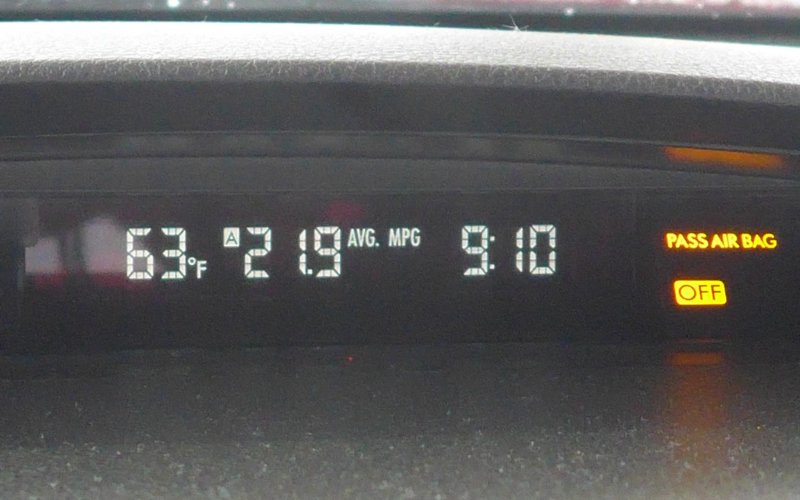 63°F A 21.9 AVG. MPG 9:10
PASS AIR BAG
OFF